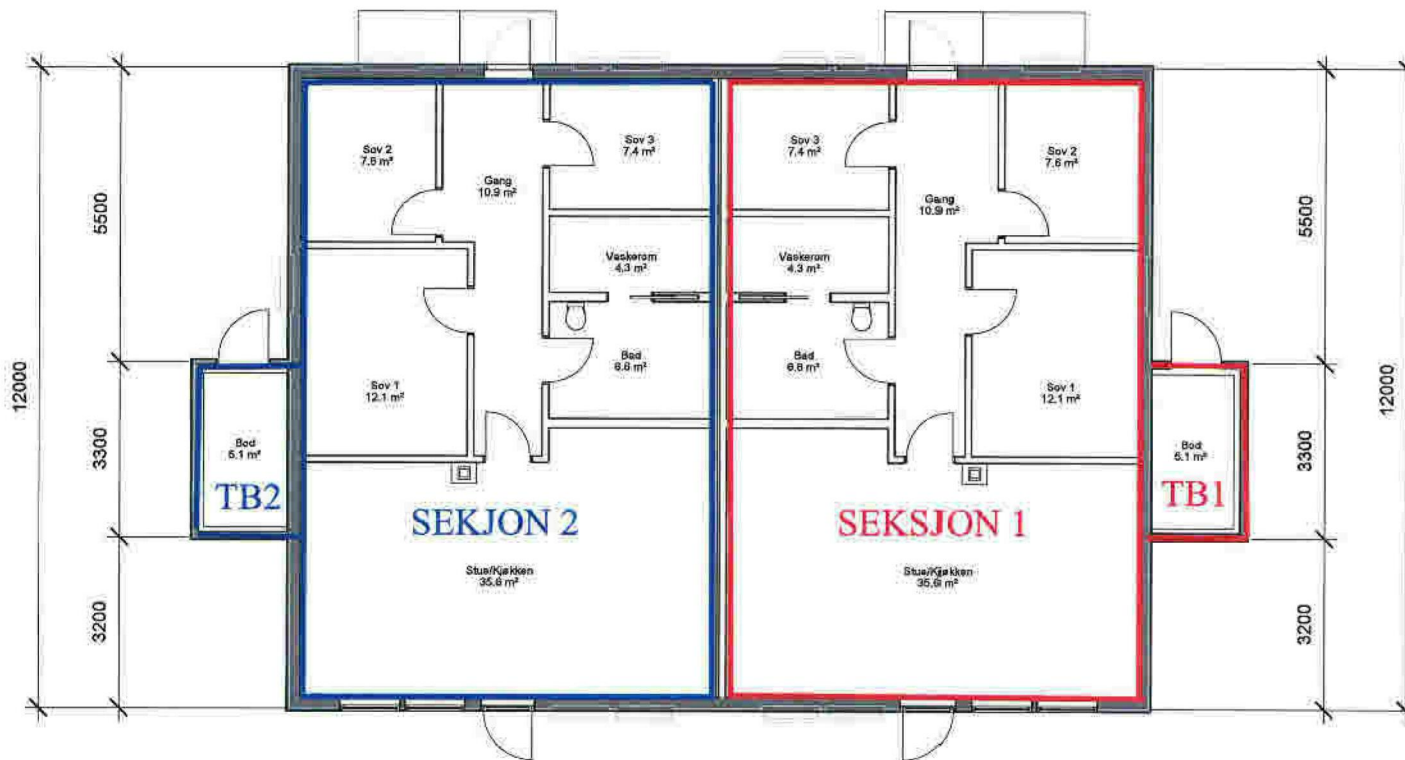 Sov 2
7.6 m²
Sov 3
7.4 m²
Gang
10.9 m²
Vaskerom
4.3 m²
Bad
6.6 m²
Sov 1
12.1 m²
Bod
5.1 m²
TB2
SEKJON 2
Stue/Kjøkken
35.6 m²
Sov 3
7.4 m²
Sov 2
7.6 m²
Gang
10.9 m²
Vaskerom
4.3 m²
Bad
6.6 m²
Sov 1
12.1 m²
Bod
5.1 m²
TB1
SEKSJON 1
Stue/Kjøkken
35.6 m²
12000
5500
3300
3200
5500
3300
3200
12000